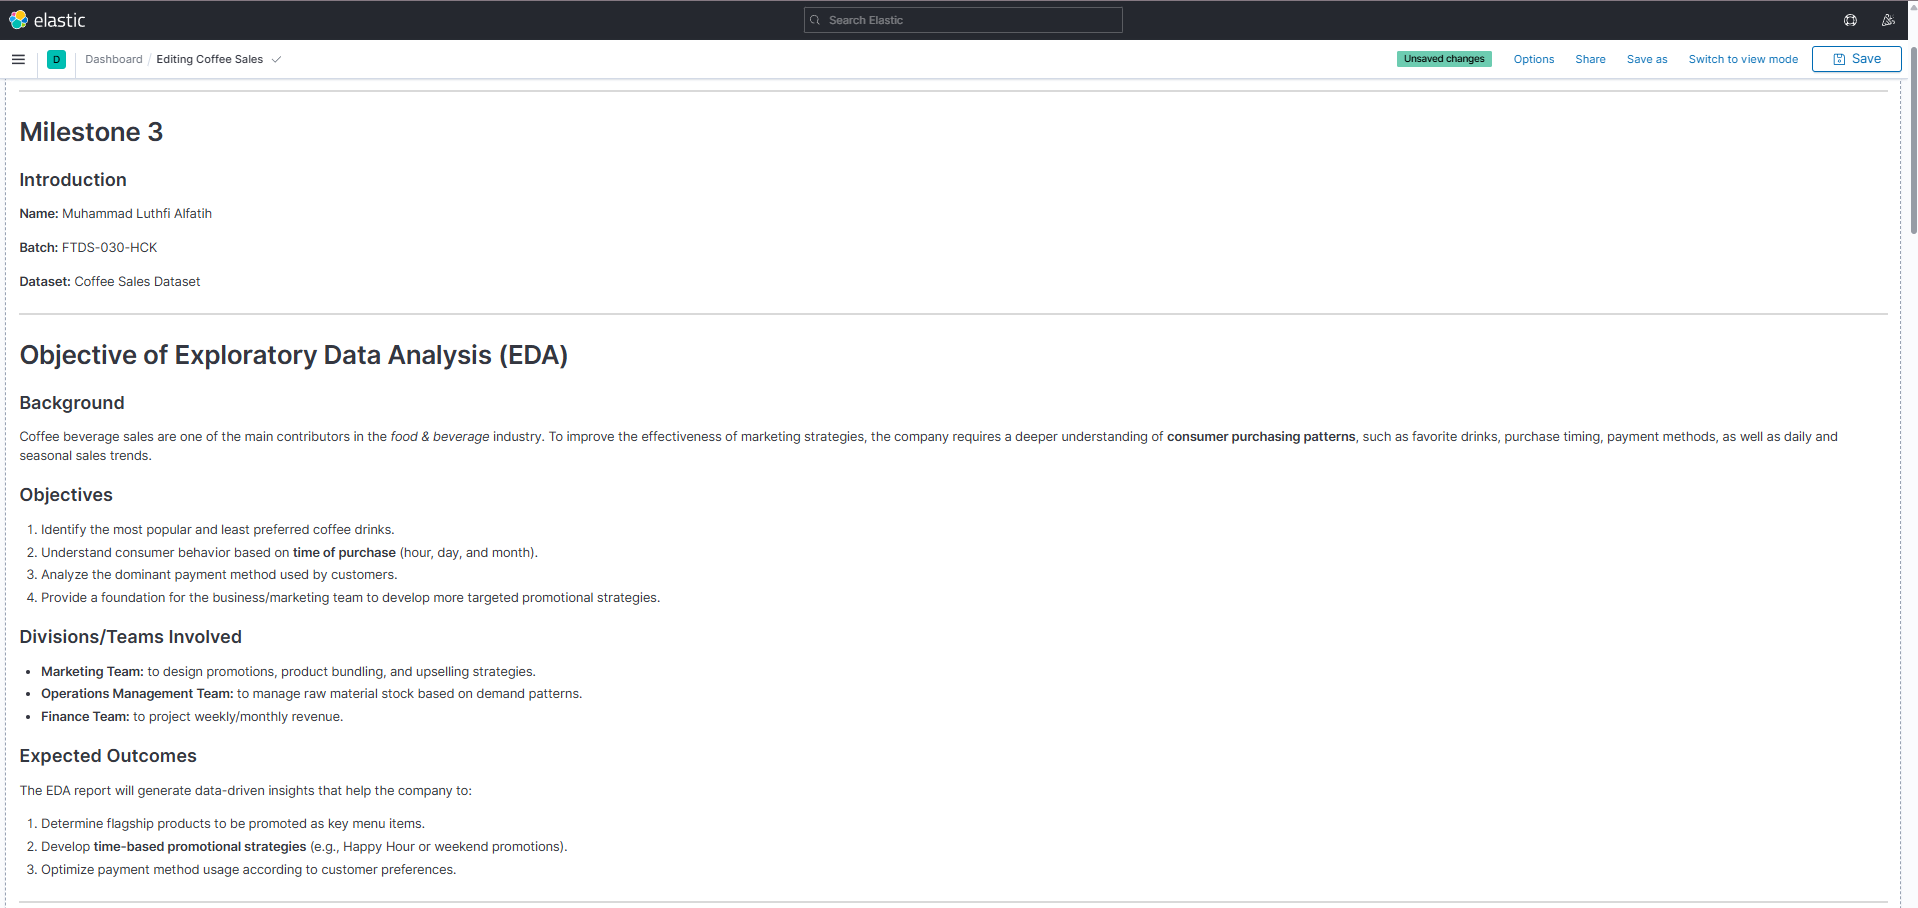 elastic
Search Elastic
D
Dashboard / Editing Coffee Sales
Unsaved changes
Options
Share
Save as
Switch to view mode
Save
Milestone 3
Introduction
Name: Muhammad Luthfi Alfatih
Batch: FTDS-030-HCK
Dataset: Coffee Sales Dataset
Objective of Exploratory Data Analysis (EDA)
Background
Coffee beverage sales are one of the main contributors in the food & beverage industry. To improve the effectiveness of marketing strategies, the company requires a deeper understanding of consumer purchasing patterns, such as favorite drinks, purchase timing, payment methods, as well as daily and
seasonal sales trends.
Objectives
1. Identify the most popular and least preferred coffee drinks.
2. Understand consumer behavior based on time of purchase (hour, day, and month).
3. Analyze the dominant payment method used by customers.
4. Provide a foundation for the business/marketing team to develop more targeted promotional strategies.
Divisions/Teams Involved
• Marketing Team: to design promotions, product bundling, and upselling strategies.
• Operations Management Team: to manage raw material stock based on demand patterns.
• Finance Team: to project weekly/monthly revenue.
Expected Outcomes
The EDA report will generate data-driven insights that help the company to:
1. Determine flagship products to be promoted as key menu items.
2. Develop time-based promotional strategies (e.g., Happy Hour or weekend promotions).
3. Optimize payment method usage according to customer preferences.